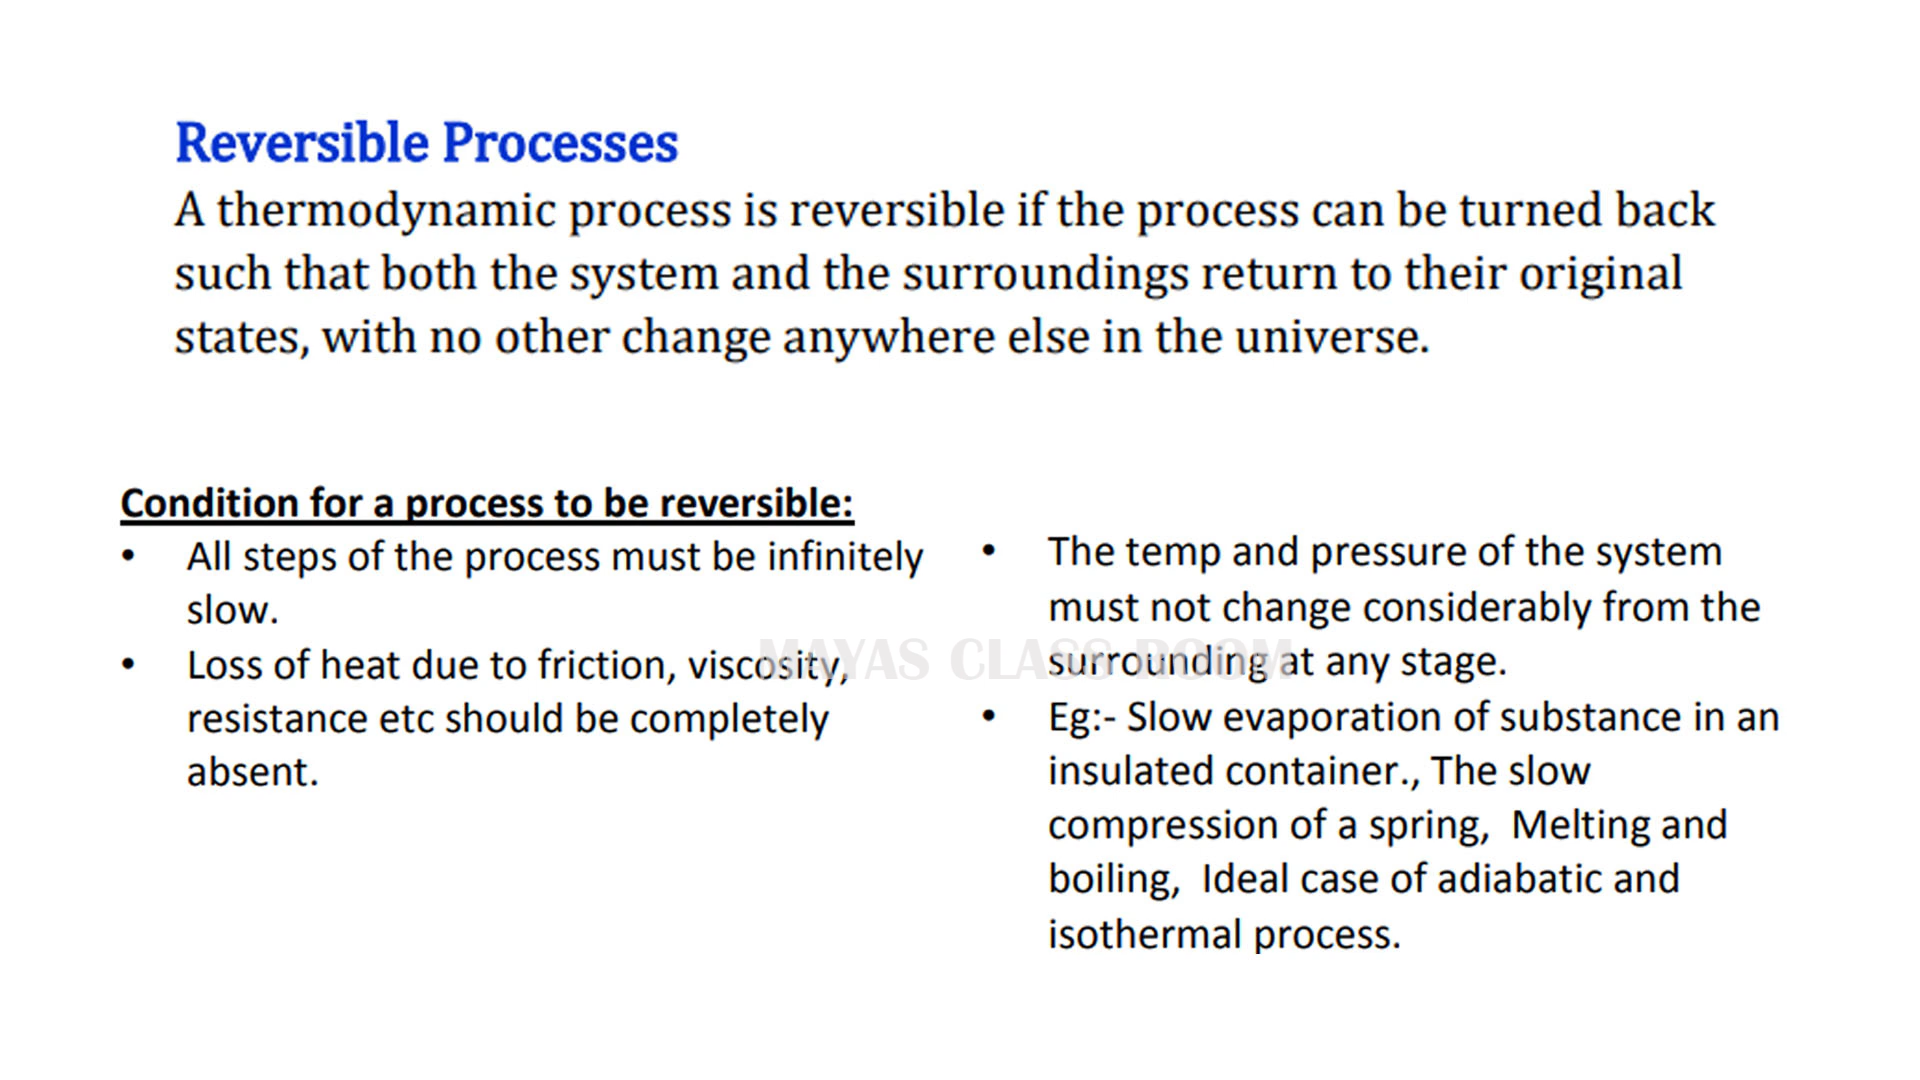 Reversible Processes
A thermodynamic process is reversible if the process can be turned back
such that both the system and the surroundings return to their original
states, with no other change anywhere else in the universe.
Condition for a process to be reversible:
• All steps of the process must be infinitely
slow.
• Loss of heat due to friction, viscosity,
resistance etc should be completely
absent.
• The temp and pressure of the system
must not change considerably from the
surrounding at any stage.
• Eg:- Slow evaporation of substance in an
insulated container., The slow
compression of a spring, Melting and
boiling, Ideal case of adiabatic and
isothermal process.
MAYAS CLASS ROOM